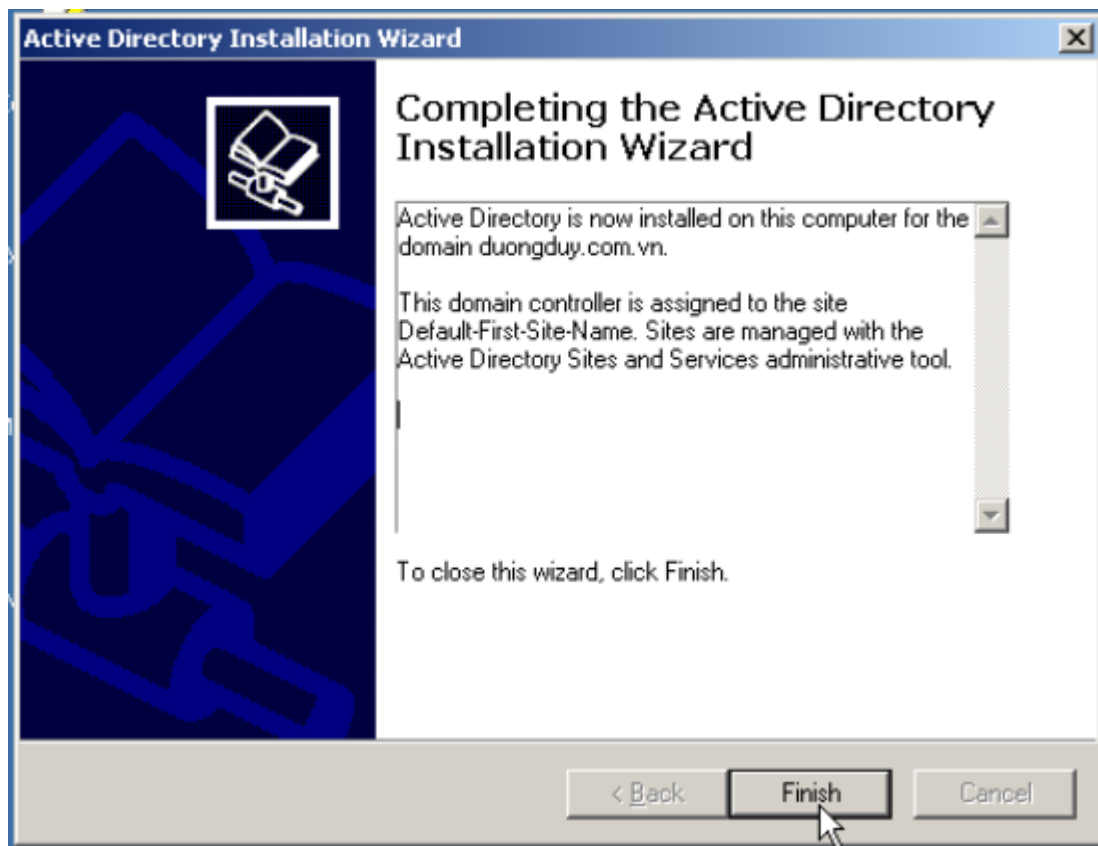 Active Directory Installation Wizard
Completing the Active Directory
Installation Wizard
Active Directory is now installed on this computer for the
domain duongduy.com.vn.
This domain controller is assigned to the site
Default-First-Site-Name. Sites are managed with the
Active Directory Sites and Services administrative tool.
To close this wizard, click Finish.
< Back Finish Cancel